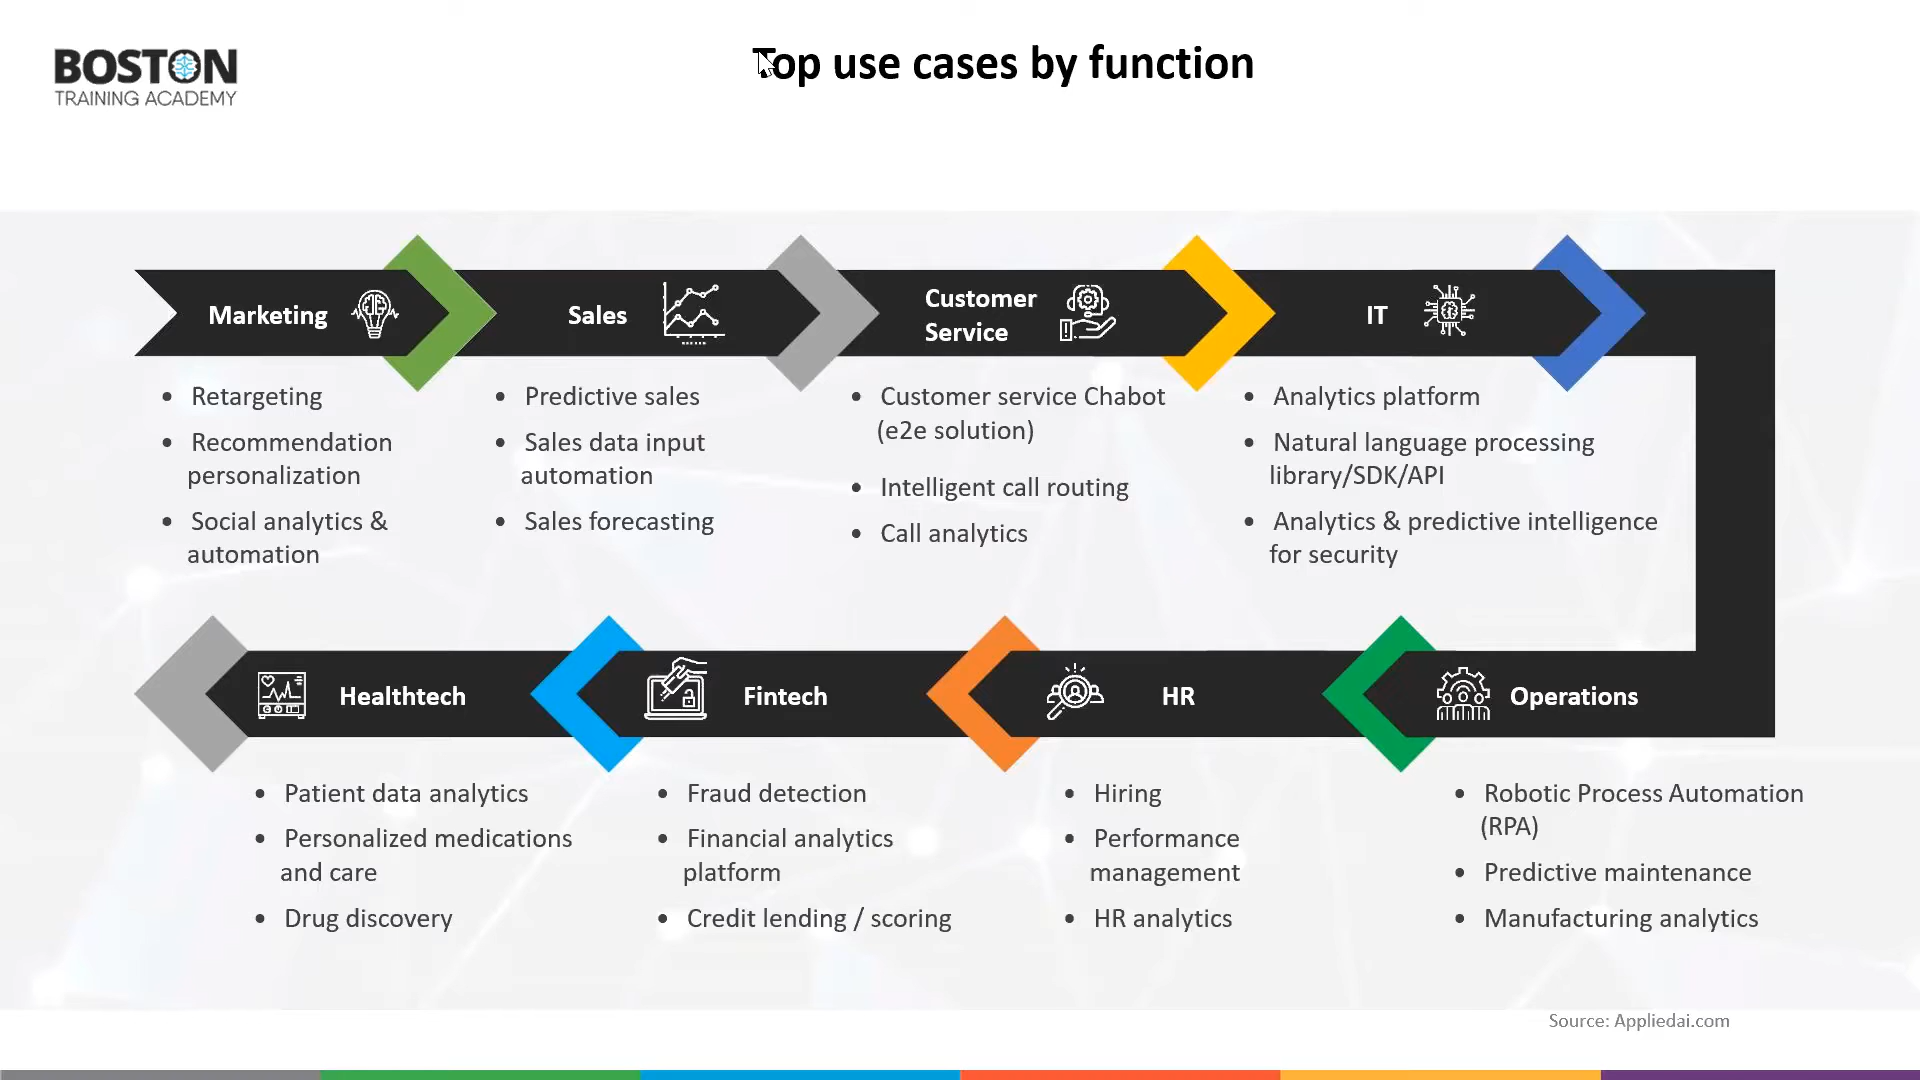 BOSTON
TRAINING ACADEMY
Top use cases by function
Marketing
Sales
Customer
Service
IT
• Retargeting
• Recommendation
personalization
• Social analytics &
automation
• Predictive sales
• Sales data input
automation
• Sales forecasting
• Customer service Chabot
(e2e solution)
• Intelligent call routing
• Call analytics
• Analytics platform
• Natural language processing
library/SDK/API
• Analytics & predictive intelligence
for security
Healthtech
Fintech
HR
Operations
• Patient data analytics
• Personalized medications
and care
• Drug discovery
• Fraud detection
• Financial analytics
platform
• Credit lending / scoring
• Hiring
• Performance
management
• HR analytics
• Robotic Process Automation
(RPA)
• Predictive maintenance
• Manufacturing analytics
Source: Appliedai.com